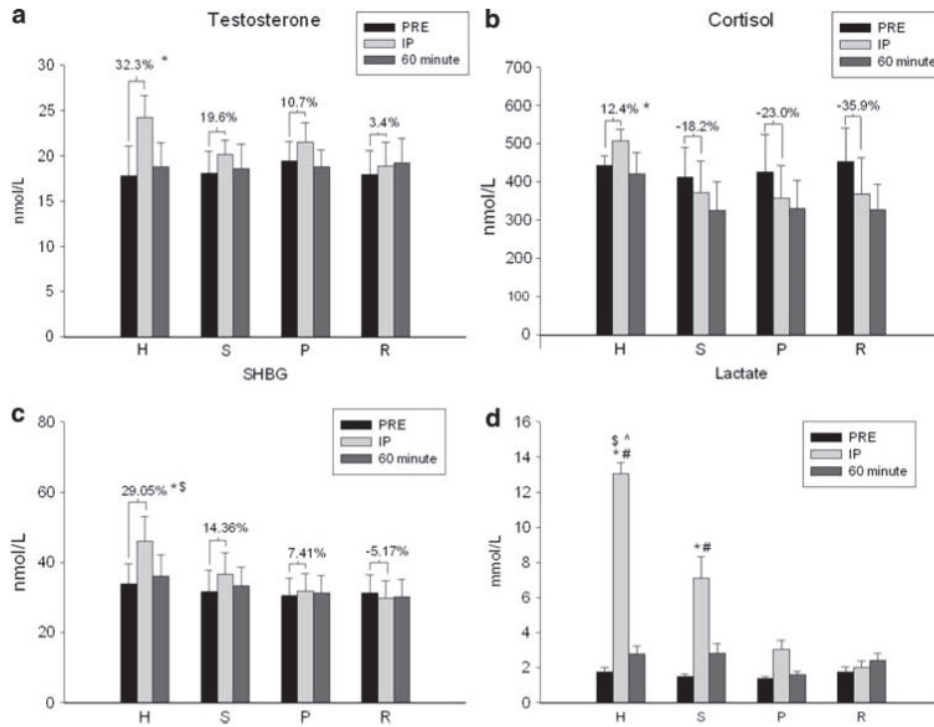 a Testosterone
PRE
IP
60 minute
30
25
20
15
10
5
0
nmol/L
32.3% *
19.6%
10.7%
3.4%
H S P R
b Cortisol
PRE
IP
60 minute
700
600
500
400
300
200
100
0
nmol/L
12.4% *
-18.2%
-23.0%
-35.9%
H S P R
c SHBG
PRE
IP
60 minute
80
60
40
20
0
nmol/L
29.05% *$
14.36%
7.41%
-5.17%
H S P R
d Lactate
PRE
IP
60 minute
16
14
12
10
8
6
4
2
0
mmol/L
$ ^
*#
*#
H S P R